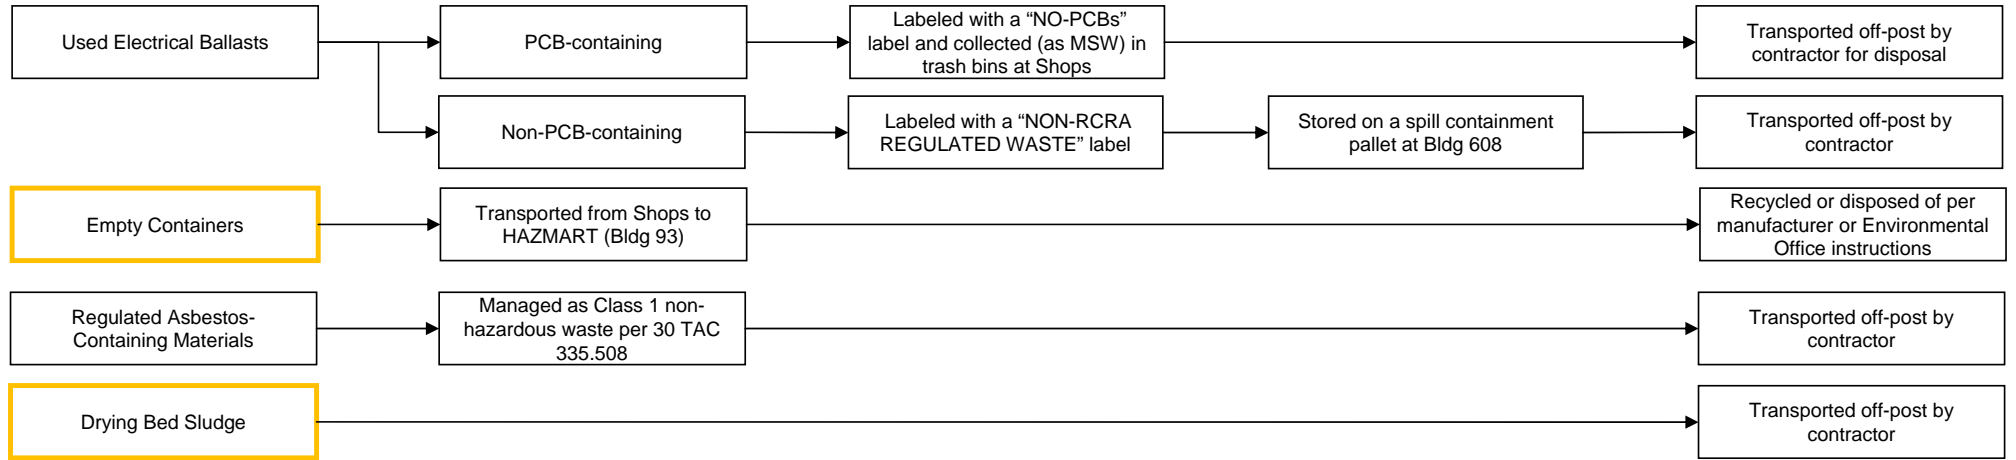 Used Electrical Ballasts
PCB-containing
Labeled with a “NO-PCBs”
label and collected (as MSW) in
trash bins at Shops
Transported off-post by
contractor for disposal
Non-PCB-containing
Labeled with a “NON-RCRA
REGULATED WASTE” label
Stored on a spill containment
pallet at Bldg 608
Transported off-post by
contractor
Empty Containers
Transported from Shops to
HAZMART (Bldg 93)
Recycled or disposed of per
manufacturer or Environmental
Office instructions
Regulated Asbestos-
Containing Materials
Managed as Class 1 non-
hazardous waste per 30 TAC
335.508
Transported off-post by
contractor
Drying Bed Sludge
Transported off-post by
contractor